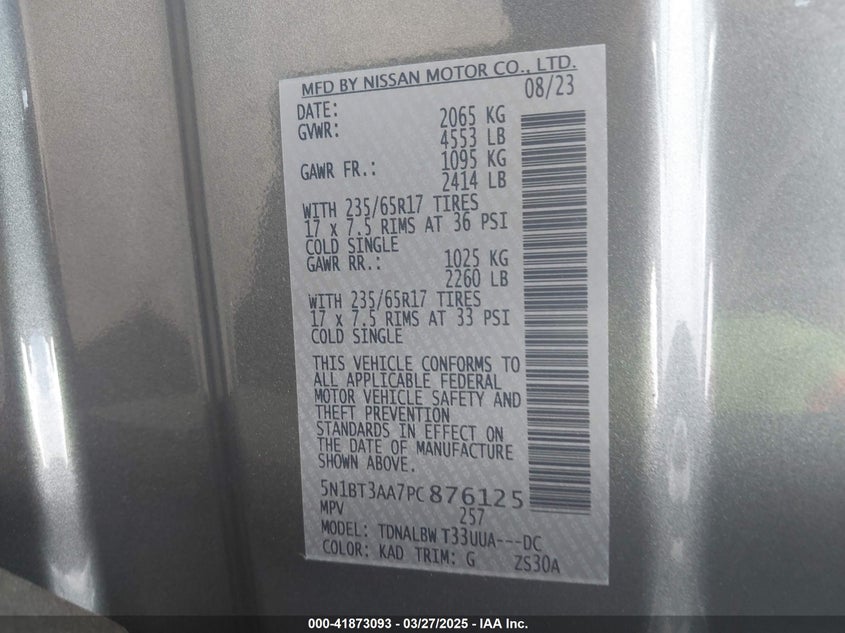 MFD BY NISSAN MOTOR CO., LTD.
DATE: 08/23
GVWR: 2065 KG
4553 LB
GAWR FR.: 1095 KG
2414 LB
WITH 235/65R17 TIRES
17 x 7.5 RIMS AT 36 PSI
COLD SINGLE
GAWR RR.: 1025 KG
2260 LB
WITH 235/65R17 TIRES
17 x 7.5 RIMS AT 33 PSI
COLD SINGLE
THIS VEHICLE CONFORMS TO
ALL APPLICABLE FEDERAL
MOTOR VEHICLE SAFETY AND
THEFT PREVENTION
STANDARDS IN EFFECT ON
THE DATE OF MANUFACTURE
SHOWN ABOVE.
5N1BT3AA7PC876125
MPV 257
MODEL: TDNALBW T33UUA---DC
COLOR: KAD TRIM: G ZS30A
000-41873093 - 03/27/2025 - IAA Inc.